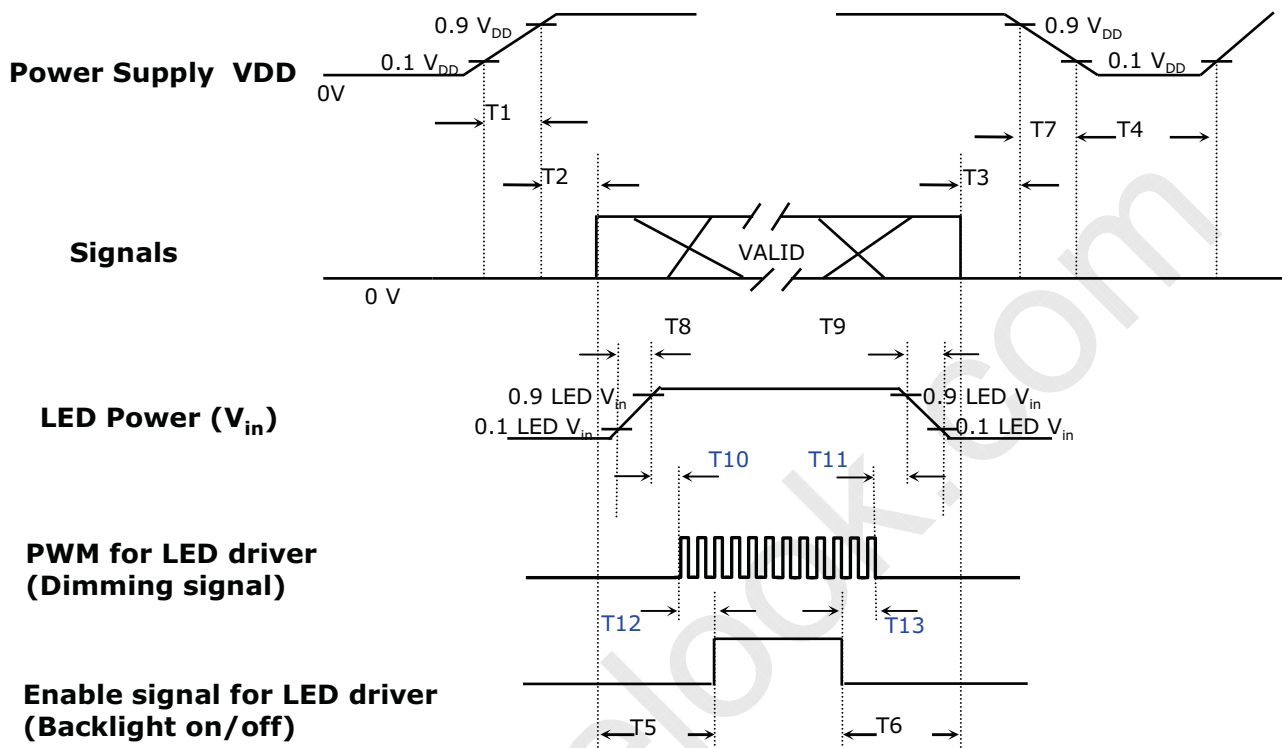 0.9 VDD
0.9 VDD
Power Supply VDD
0.1 VDD
0.1 VDD
0V
T1
T7
T4
T2
T3
Signals
VALID
0 V
T8
T9
LED Power (Vin)
0.9 LED Vin
0.9 LED Vin
0.1 LED Vin
0.1 LED Vin
T10
T11
PWM for LED driver
(Dimming signal)
T12
T13
Enable signal for LED driver
(Backlight on/off)
T5
T6
elook.com